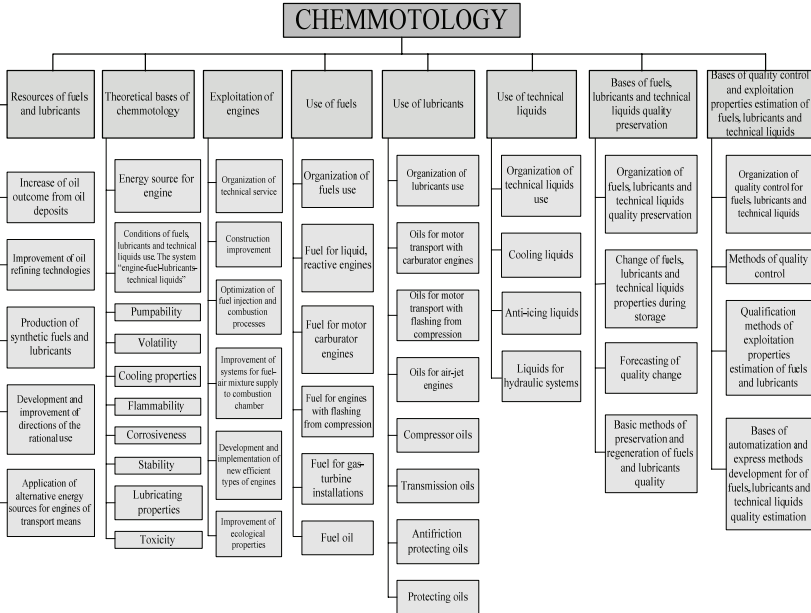 CHEMMOTOLOGY
Resources of fuels
and lubricants
Increase of oil
outcome from oil
deposits
Improvement of oil
refining technologies
Production of
synthetic fuels and
lubricants
Development and
improvement of
directions of the
rational use
Application of
alternative energy
sources for engines of
transport means
Theoretical bases of
chemmotology
Energy source for
engine
Conditions of fuels,
lubricants and technical
liquids use. The system
“engine-fuel-lubricants-
technical liquids”
Pumpability
Volatility
Cooling properties
Flammability
Corrosiveness
Stability
Lubricating
properties
Toxicity
Exploitation of
engines
Organization of
technical service
Construction
improvement
Optimization of
fuel injection and
combustion
processes
Improvement of
systems for fuel-
air mixture supply
to combustion
chamber
Development and
implementation of
new efficient
types of engines
Improvement of
ecological
properties
Use of fuels
Organization of
fuels use
Fuel for liquid,
reactive engines
Fuel for motor
carburator
engines
Fuel for engines
with flashing
from compression
Fuel for gas-
turbine
installations
Fuel oil
Use of lubricants
Organization of
lubricants use
Oils for motor
transport with
carburator engines
Oils for motor
transport with
flashing from
compression
Oils for air-jet
engines
Compressor oils
Transmission oils
Antifriction
protecting oils
Protecting oils
Use of technical
liquids
Organization of
technical liquids
use
Cooling liquids
Anti-icing liquids
Liquids for
hydraulic systems
Bases of fuels,
lubricants and technical
liquids quality
preservation
Organization of
fuels, lubricants and
technical liquids
quality preservation
Change of fuels,
lubricants and
technical liquids
properties during
storage
Forecasting of
quality change
Basic methods of
preservation and
regeneration of fuels
and lubricants
quality
Bases of quality control
and exploitation
properties estimation of
fuels, lubricants and
technical liquids
Organization of
quality control for
fuels, lubricants and
technical liquids
Methods of quality
control
Qualification
methods of
exploitation
properties
estimation of fuels
and lubricants
Bases of
automatization and
express methods
development for of
fuels, lubricants and
technical liquids
quality estimation